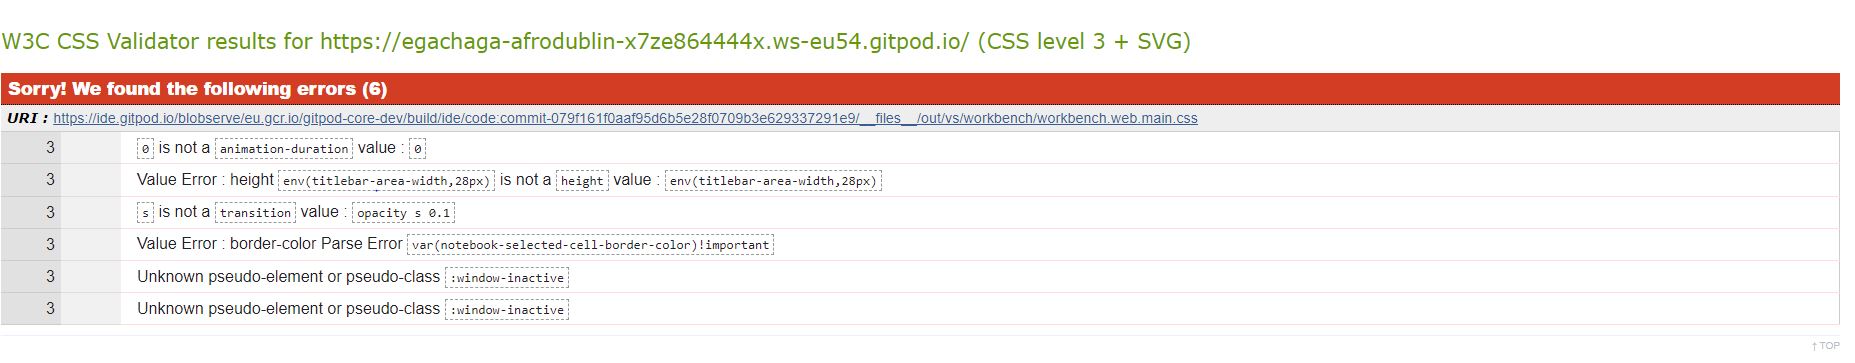 W3C CSS Validator results for https://egachaga-afrodublin-x7ze864444x.ws-eu54.gitpod.io/ (CSS level 3 + SVG)
Sorry! We found the following errors (6)
URI : https://ide.gitpod.io/blobserve/eu.gcr.io/gitpod-core-dev/build/ide/code:commit-079f161f0aaf95d6b5e28f0709b3e629337291e9/__files__/out/vs/workbench/workbench.web.main.css
3 0 is not a animation-duration value : 0
3 Value Error : height env(titlebar-area-width,28px) is not a height value : env(titlebar-area-width,28px)
3 s is not a transition value : opacity s 0.1
3 Value Error : border-color Parse Error var(notebook-selected-cell-border-color)!important
3 Unknown pseudo-element or pseudo-class :window-inactive
3 Unknown pseudo-element or pseudo-class :window-inactive
↑ TOP